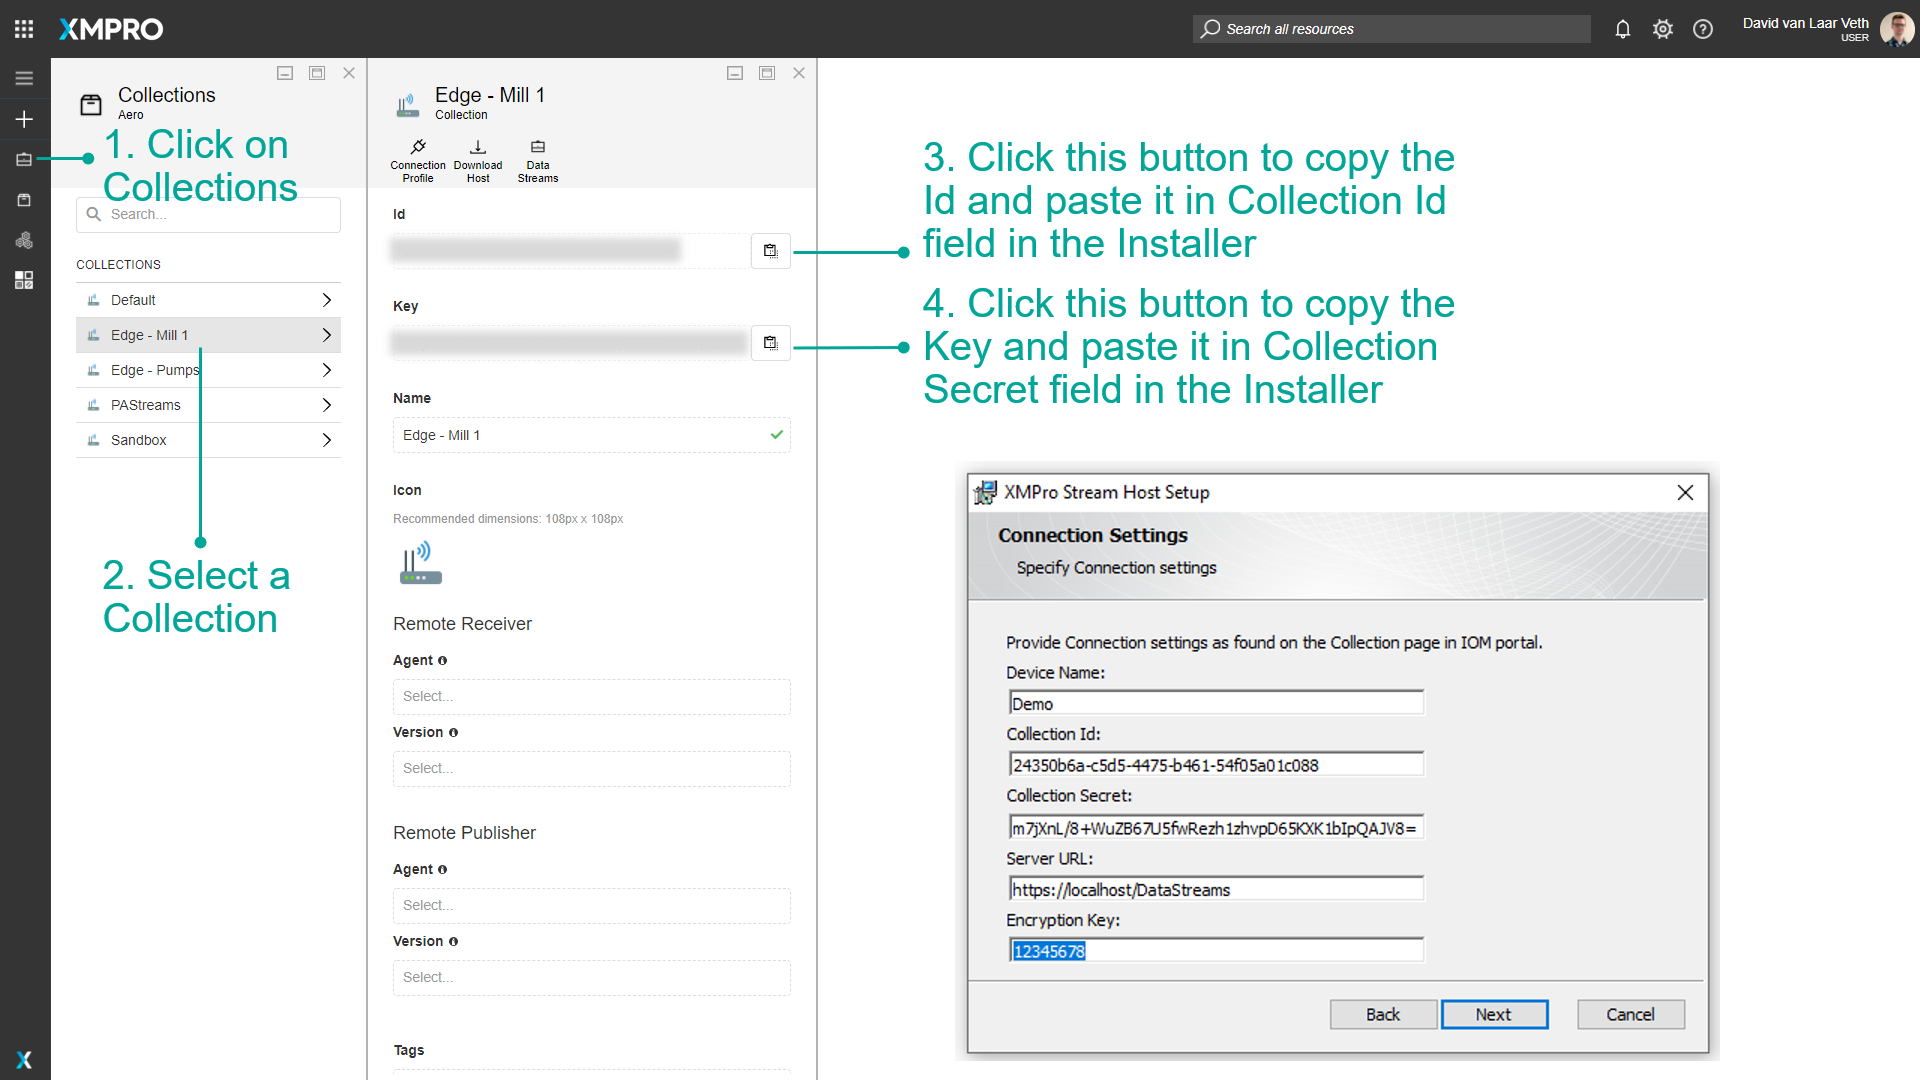 XMPRO
Search all resources
David van Laar Veth
USER
Collections
Aero
1. Click on
Collections
Search...
COLLECTIONS
Default
Edge - Mill 1
Edge - Pumps
PAStreams
Sandbox
2. Select a
Collection
Edge - Mill 1
Collection
Connection
Profile
Download
Host
Data
Streams
Id
Key
Name
Edge - Mill 1
Icon
Recommended dimensions: 108px x 108px
Remote Receiver
Agent
Select...
Version
Select...
Remote Publisher
Agent
Select...
Version
Select...
Tags
3. Click this button to copy the
Id and paste it in Collection Id
field in the Installer
4. Click this button to copy the
Key and paste it in Collection
Secret field in the Installer
XMPro Stream Host Setup
Connection Settings
Specify Connection settings
Provide Connection settings as found on the Collection page in IOM portal.
Device Name:
Demo
Collection Id:
24350b6a-c5d5-4475-b461-54f05a01c088
Collection Secret:
m7jXnL/8+WuZB67U5fwRezh1zhvpD65KXK1bIpQAJV8=
Server URL:
https://localhost/DataStreams
Encryption Key:
12345678
Back
Next
Cancel